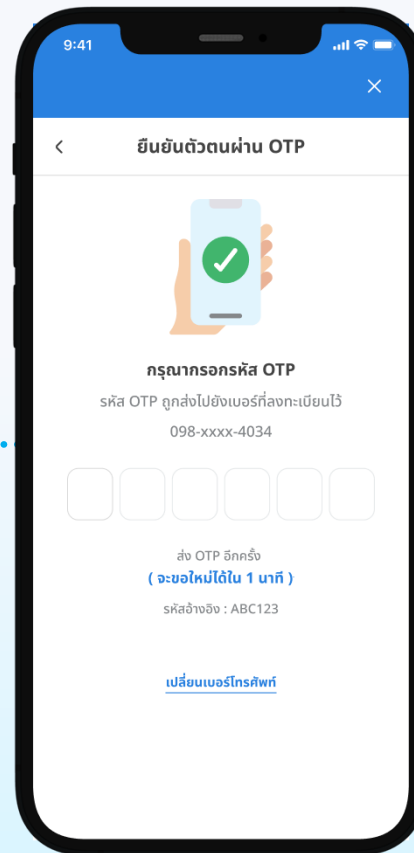 9:41
ยืนยันตัวตนผ่าน OTP
กรุณากรอกรหัส OTP
รหัส OTP ถูกส่งไปยังเบอร์ที่ลงทะเบียนไว้
098-xxxx-4034
ส่ง OTP อีกครั้ง
( จะขอใหม่ได้ใน 1 นาที )
รหัสอ้างอิง : ABC123
เปลี่ยนเบอร์โทรศัพท์